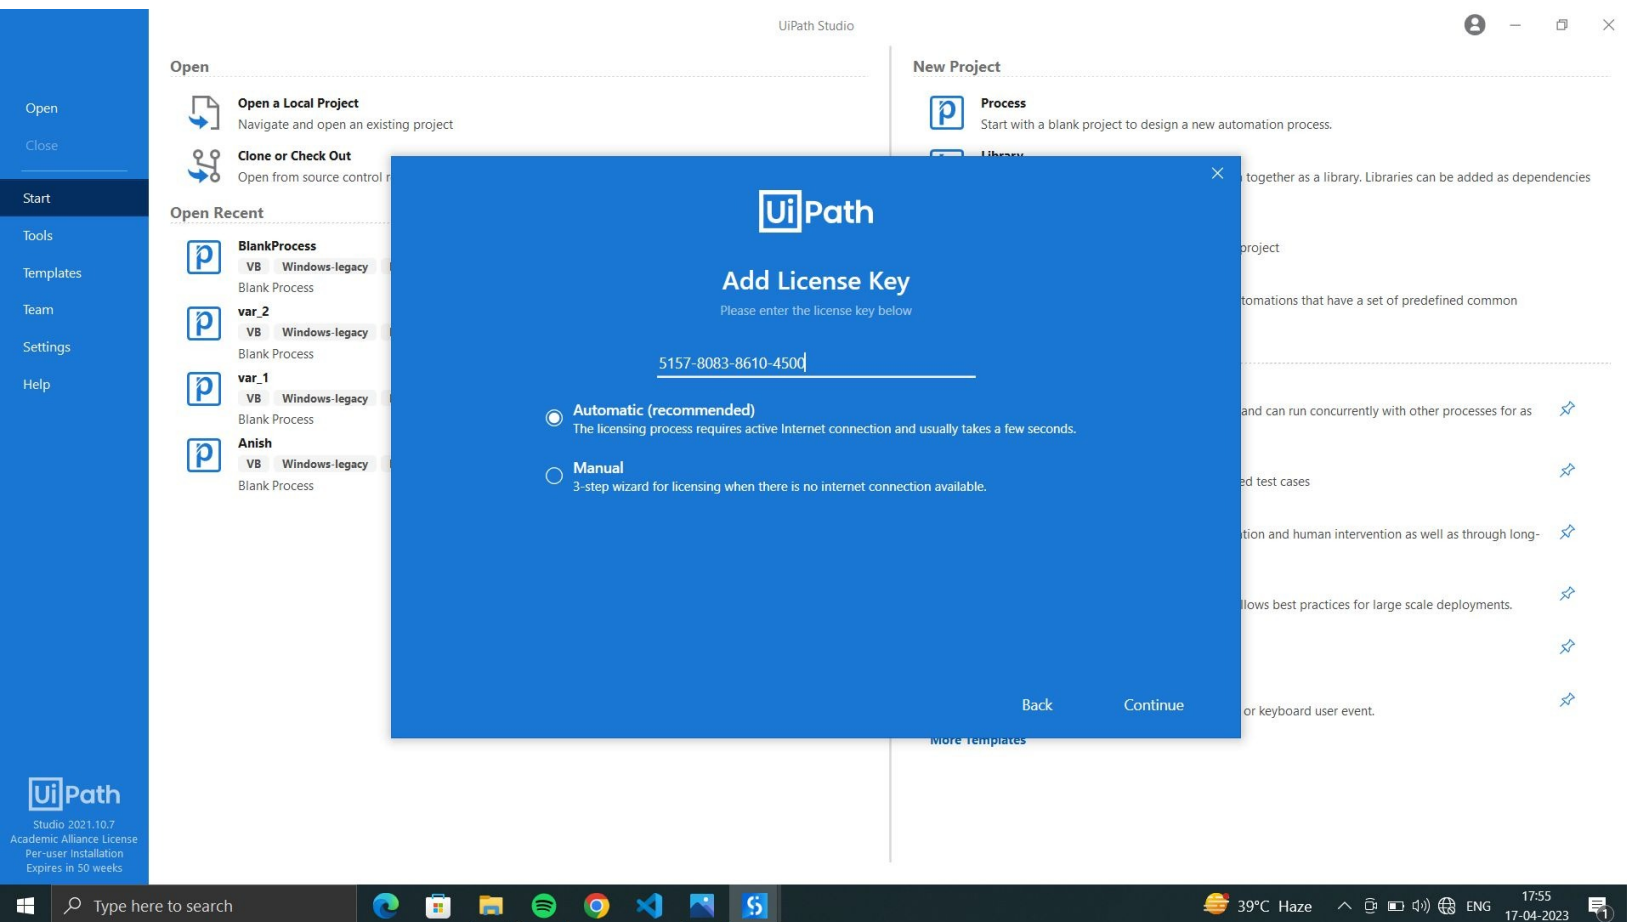 UiPath Studio
Open
Close
Start
Tools
Templates
Team
Settings
Help
UiPath
Studio 2021.10.7
Academic Alliance License
Per-user Installation
Expires in 50 weeks
Open
Open a Local Project
Navigate and open an existing project
Clone or Check Out
Open from source control
Open Recent
BlankProcess
VB Windows-legacy
Blank Process
var_2
VB Windows-legacy
Blank Process
var_1
VB Windows-legacy
Blank Process
Anish
VB Windows-legacy
Blank Process
New Project
Process
Start with a blank project to design a new automation process.
Library
together as a library. Libraries can be added as dependencies
project
tomations that have a set of predefined common
and can run concurrently with other processes for as
ed test cases
tion and human intervention as well as through long-
llows best practices for large scale deployments.
or keyboard user event.
More Templates
UiPath
Add License Key
Please enter the license key below
5157-8083-8610-4500
Automatic (recommended)
The licensing process requires active Internet connection and usually takes a few seconds.
Manual
3-step wizard for licensing when there is no internet connection available.
Back Continue
Type here to search
39°C Haze
ENG
17:55
17-04-2023
1